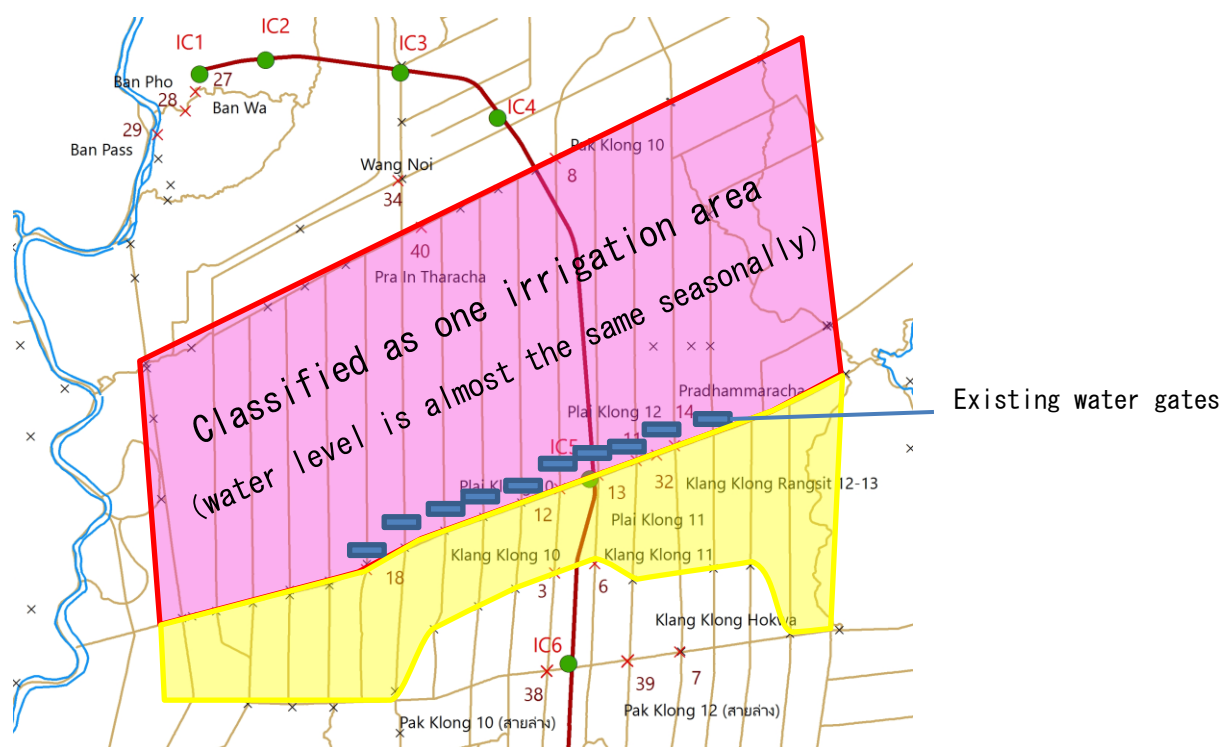 IC1
IC2
IC3
IC4
Ban Pho
27
28
Ban Wa
29
Ban Pass
Wang Noi
34
Pak Klong 10
8
40
Pra In Tharacha
Classified as one irrigation area
(water level is almost the same seasonally)
Pradhammaracha
Plai Klong 12
14
11
IC5
Existing water gates
32
Klang Klong Rangsit 12-13
13
12
Plai Klong 11
Klang Klong 10
Klang Klong 11
18
3
6
Klang Klong Hokwa
IC6
38
39
7
Pak Klong 10 (สายล่าง)
Pak Klong 12 (สายล่าง)